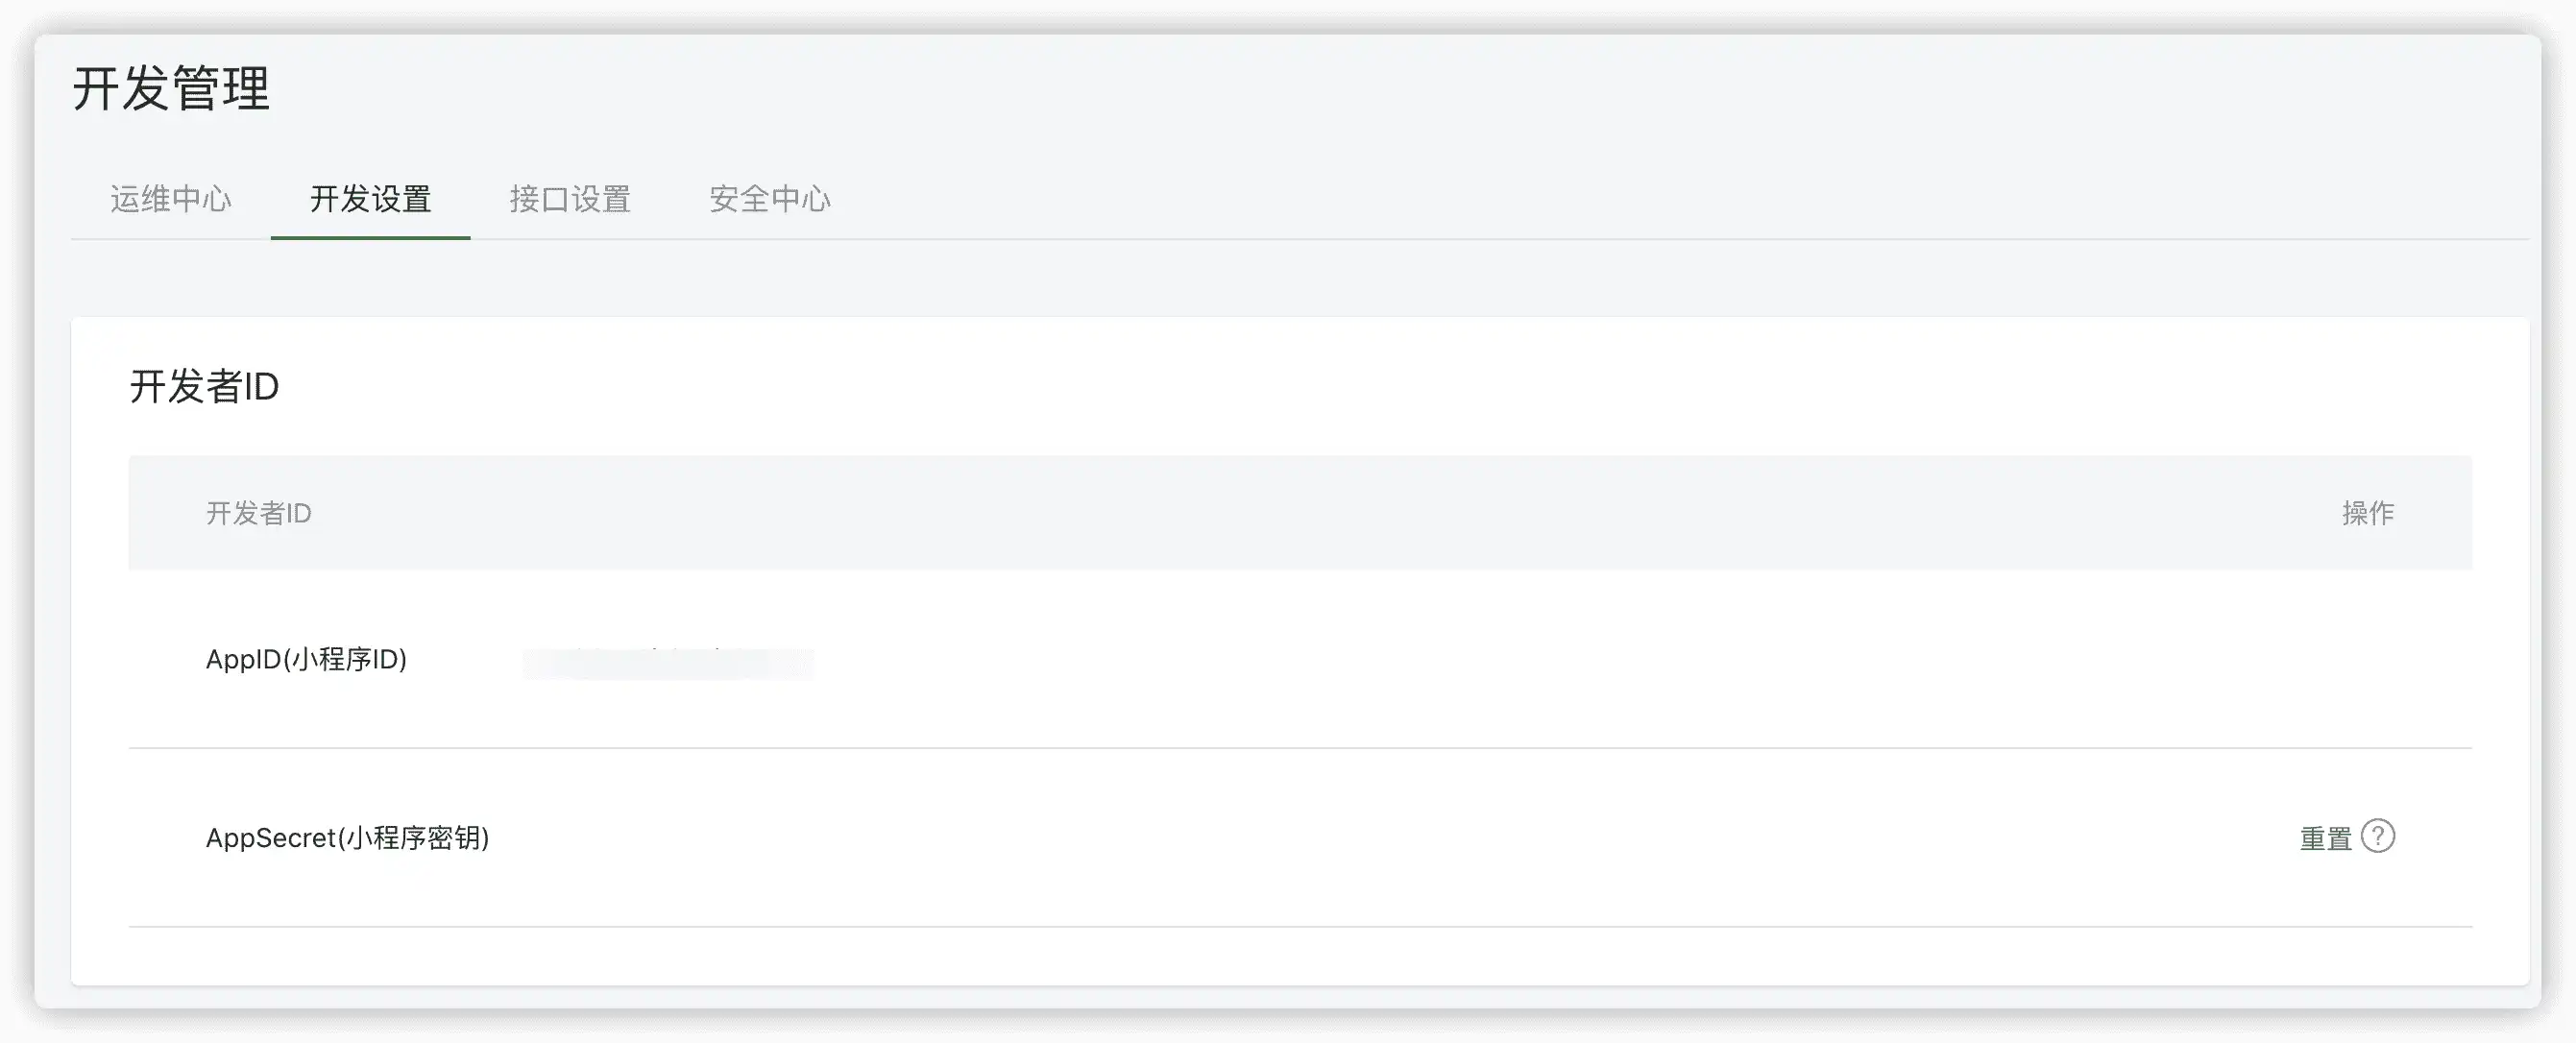 开发管理
运维中心 开发设置 接口设置 安全中心
开发者ID
开发者ID 操作
AppID(小程序ID)
AppSecret(小程序密钥) 重置 ?